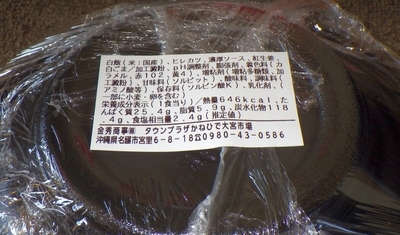 白飯（米：国産）、ヒレカツ、濃厚ソース、紅生姜、
白ごま／加工澱粉、pH調整剤、膨張剤、着色料（カ
ラメル、赤102、黄4）、増粘剤、増粘多糖類、加
工澱粉）、甘味料（ソルビット）、酸味料、調味料（
アミノ酸等）、保存料（ソルビン酸K）、乳化剤、（
一部に小麦・卵を含む）
栄養成分表示（1食当り）／熱量646kcal、た
んぱく質25.4g、脂質5.9g、炭水化物118
.4g、食塩相当量2.4g（推定値）
金秀商事㈱ タウンプラザかねひで大宮市場
沖縄県名護市宮里6-8-18☎0980-43-0586